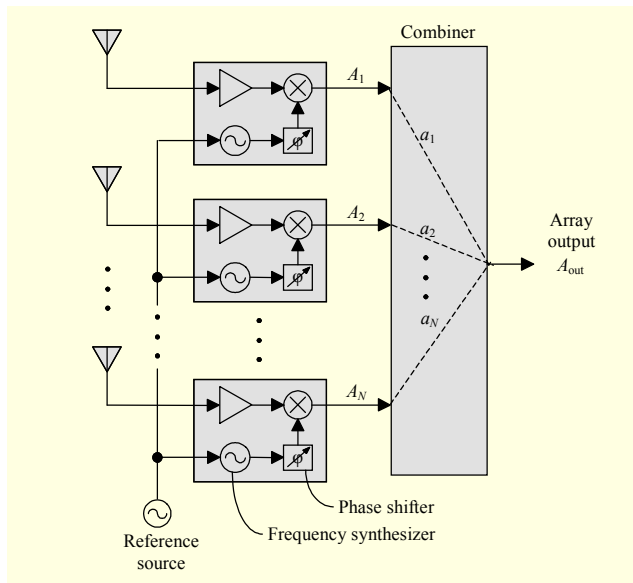 Combiner
A1
a1
φ
A2
a2
φ
Array
output
Aout
aN
AN
φ
Phase shifter
Frequency synthesizer
Reference
source